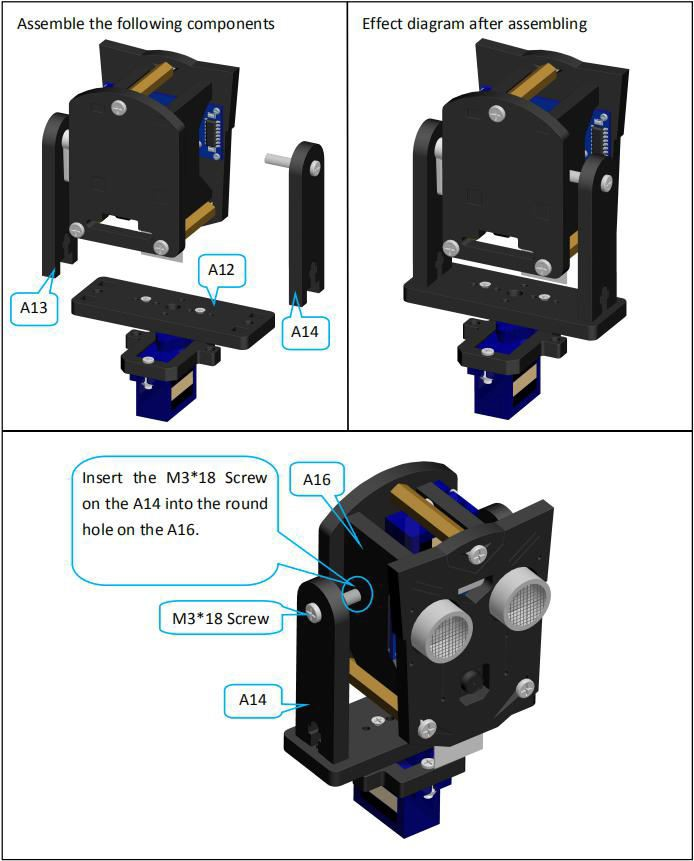 Assemble the following components
Effect diagram after assembling
A12
A13
A14
Insert the M3*18 Screw
on the A14 into the round
hole on the A16.
A16
M3*18 Screw
A14